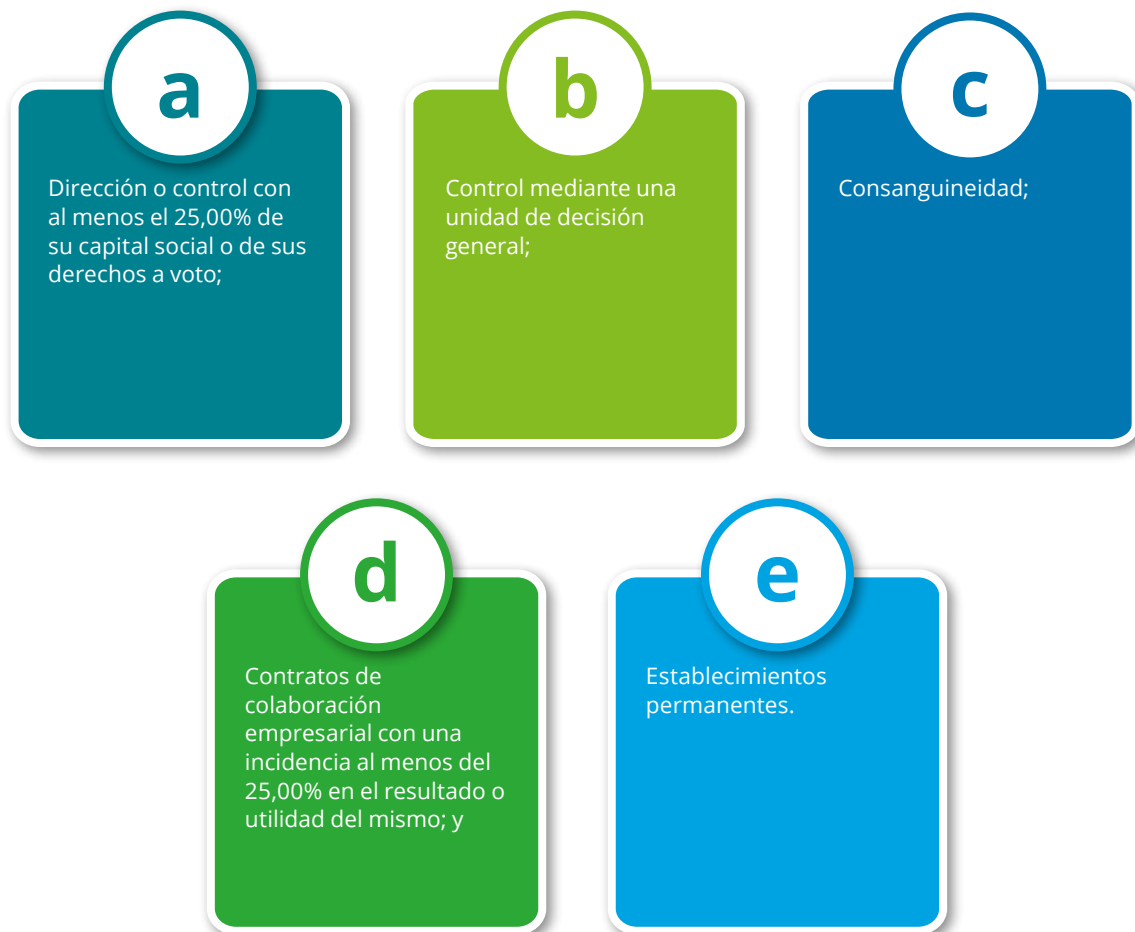 a
Dirección o control con
al menos el 25,00% de
su capital social o de sus
derechos a voto;
b
Control mediante una
unidad de decisión
general;
c
Consanguineidad;
d
Contratos de
colaboración
empresarial con una
incidencia al menos del
25,00% en el resultado o
utilidad del mismo; y
e
Establecimientos
permanentes.